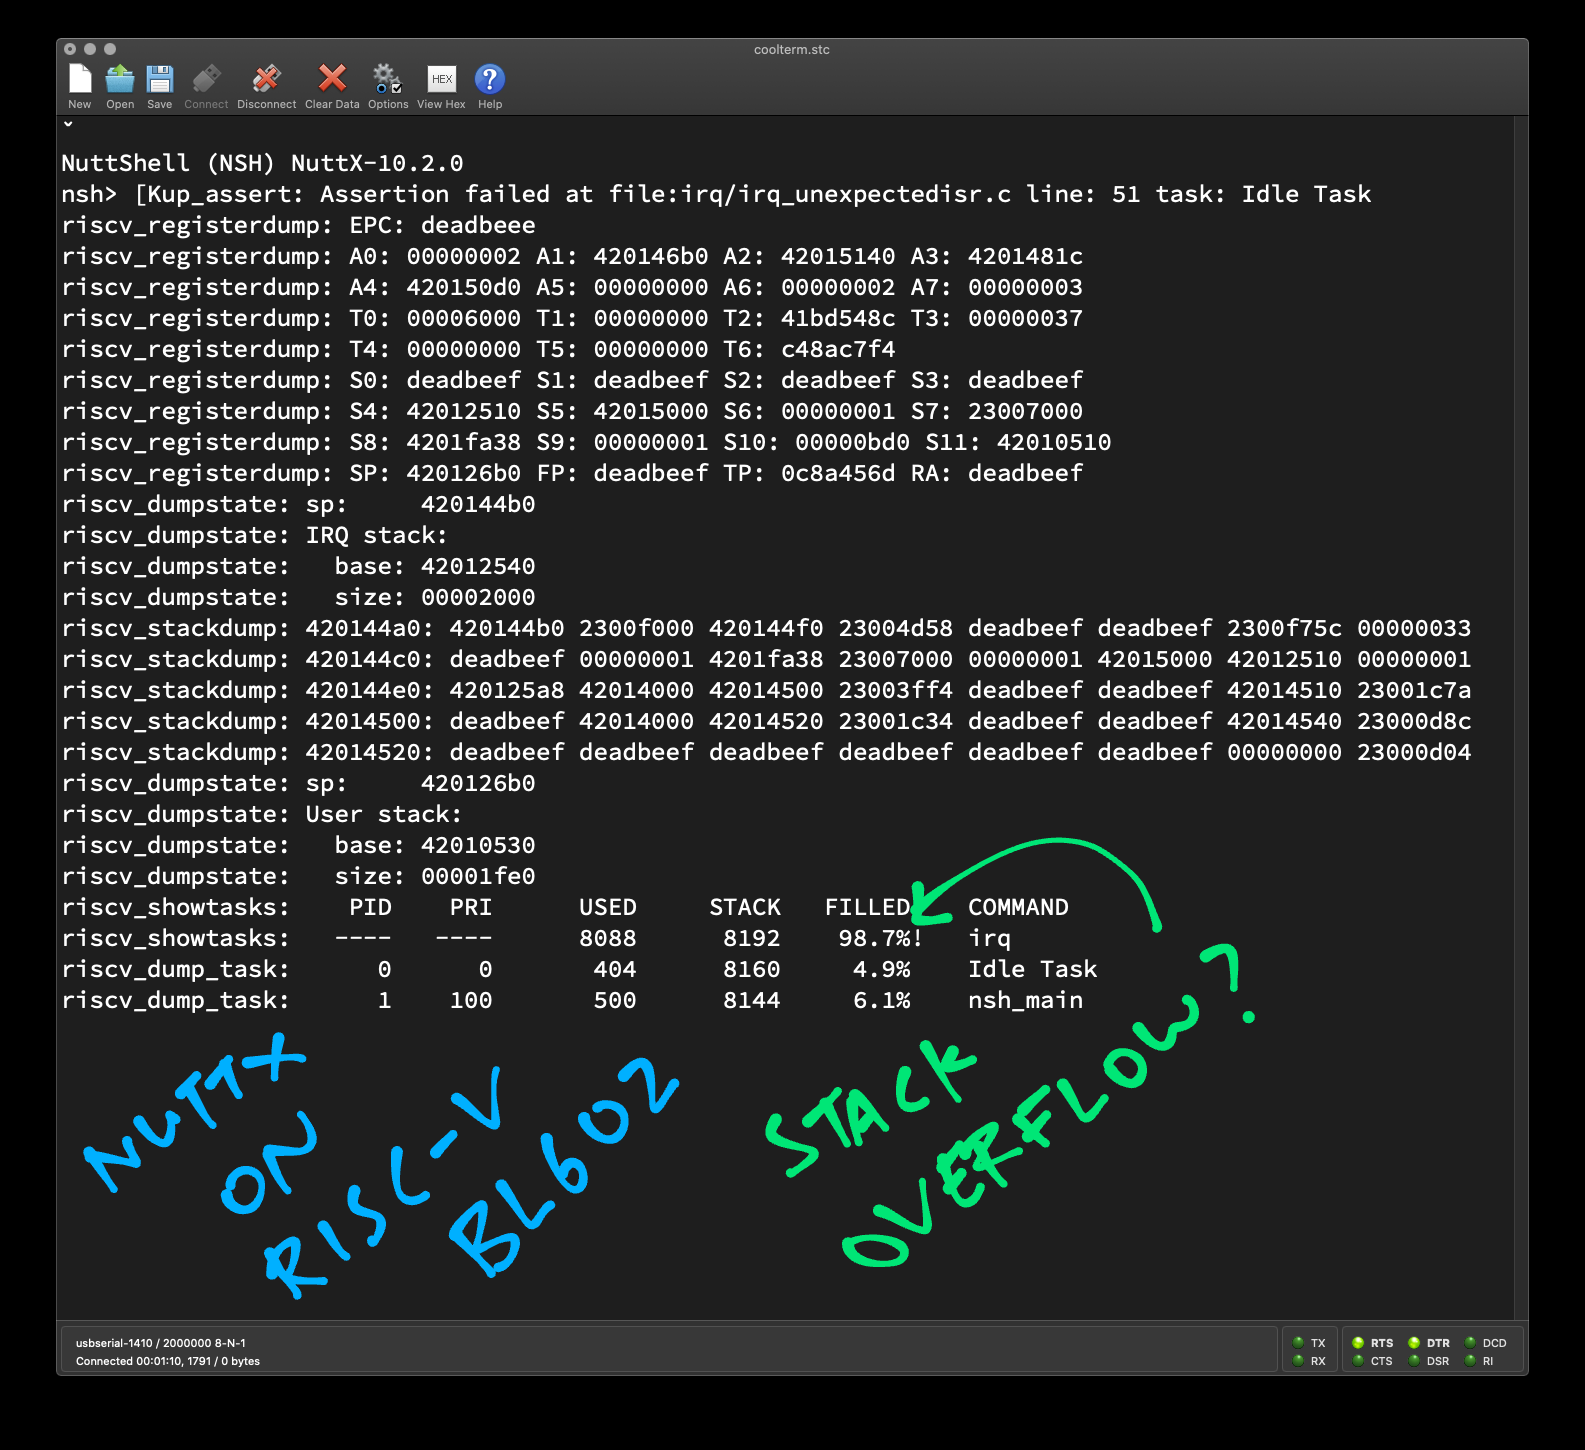 coolterm.stc
New Open Save Connect Disconnect Clear Data Options HEX View Hex ? Help
NuttShell (NSH) NuttX-10.2.0
nsh> [Kup_assert: Assertion failed at file:irq/irq_unexpectedisr.c line: 51 task: Idle Task
riscv_registerdump: EPC: deadbeee
riscv_registerdump: A0: 00000002 A1: 420146b0 A2: 42015140 A3: 4201481c
riscv_registerdump: A4: 420150d0 A5: 00000000 A6: 00000002 A7: 00000003
riscv_registerdump: T0: 00006000 T1: 00000000 T2: 41bd548c T3: 00000037
riscv_registerdump: T4: 00000000 T5: 00000000 T6: c48ac7f4
riscv_registerdump: S0: deadbeef S1: deadbeef S2: deadbeef S3: deadbeef
riscv_registerdump: S4: 42012510 S5: 42015000 S6: 00000001 S7: 23007000
riscv_registerdump: S8: 4201fa38 S9: 00000001 S10: 00000bd0 S11: 42010510
riscv_registerdump: SP: 420126b0 FP: deadbeef TP: 0c8a456d RA: deadbeef
riscv_dumpstate: sp:     420144b0
riscv_dumpstate: IRQ stack:
riscv_dumpstate:   base: 42012540
riscv_dumpstate:   size: 00002000
riscv_stackdump: 420144a0: 420144b0 2300f000 420144f0 23004d58 deadbeef deadbeef 2300f75c 00000033
riscv_stackdump: 420144c0: deadbeef 00000001 4201fa38 23007000 00000001 42015000 42012510 00000001
riscv_stackdump: 420144e0: 420125a8 42014000 42014500 23003ff4 deadbeef deadbeef 42014510 23001c7a
riscv_stackdump: 42014500: deadbeef 42014000 42014520 23001c34 deadbeef deadbeef 42014540 23000d8c
riscv_stackdump: 42014520: deadbeef deadbeef deadbeef deadbeef deadbeef deadbeef 00000000 23000d04
riscv_dumpstate: sp:     420126b0
riscv_dumpstate: User stack:
riscv_dumpstate:   base: 42010530
riscv_dumpstate:   size: 00001fe0
riscv_showtasks:    PID    PRI      USED     STACK   FILLED    COMMAND
riscv_showtasks:   ----   ----      8088      8192    98.7%!   irq
riscv_dump_task:      0      0       404      8160     4.9%    Idle Task
riscv_dump_task:      1    100       500      8144     6.1%    nsh_main
NUTTX
ON
RISC-V
BL602
STACK
OVERFLOW?
usbserial-1410 / 2000000 8-N-1
Connected 00:01:10, 1791 / 0 bytes
TX RTS DTR DCD
RX CTS DSR RI